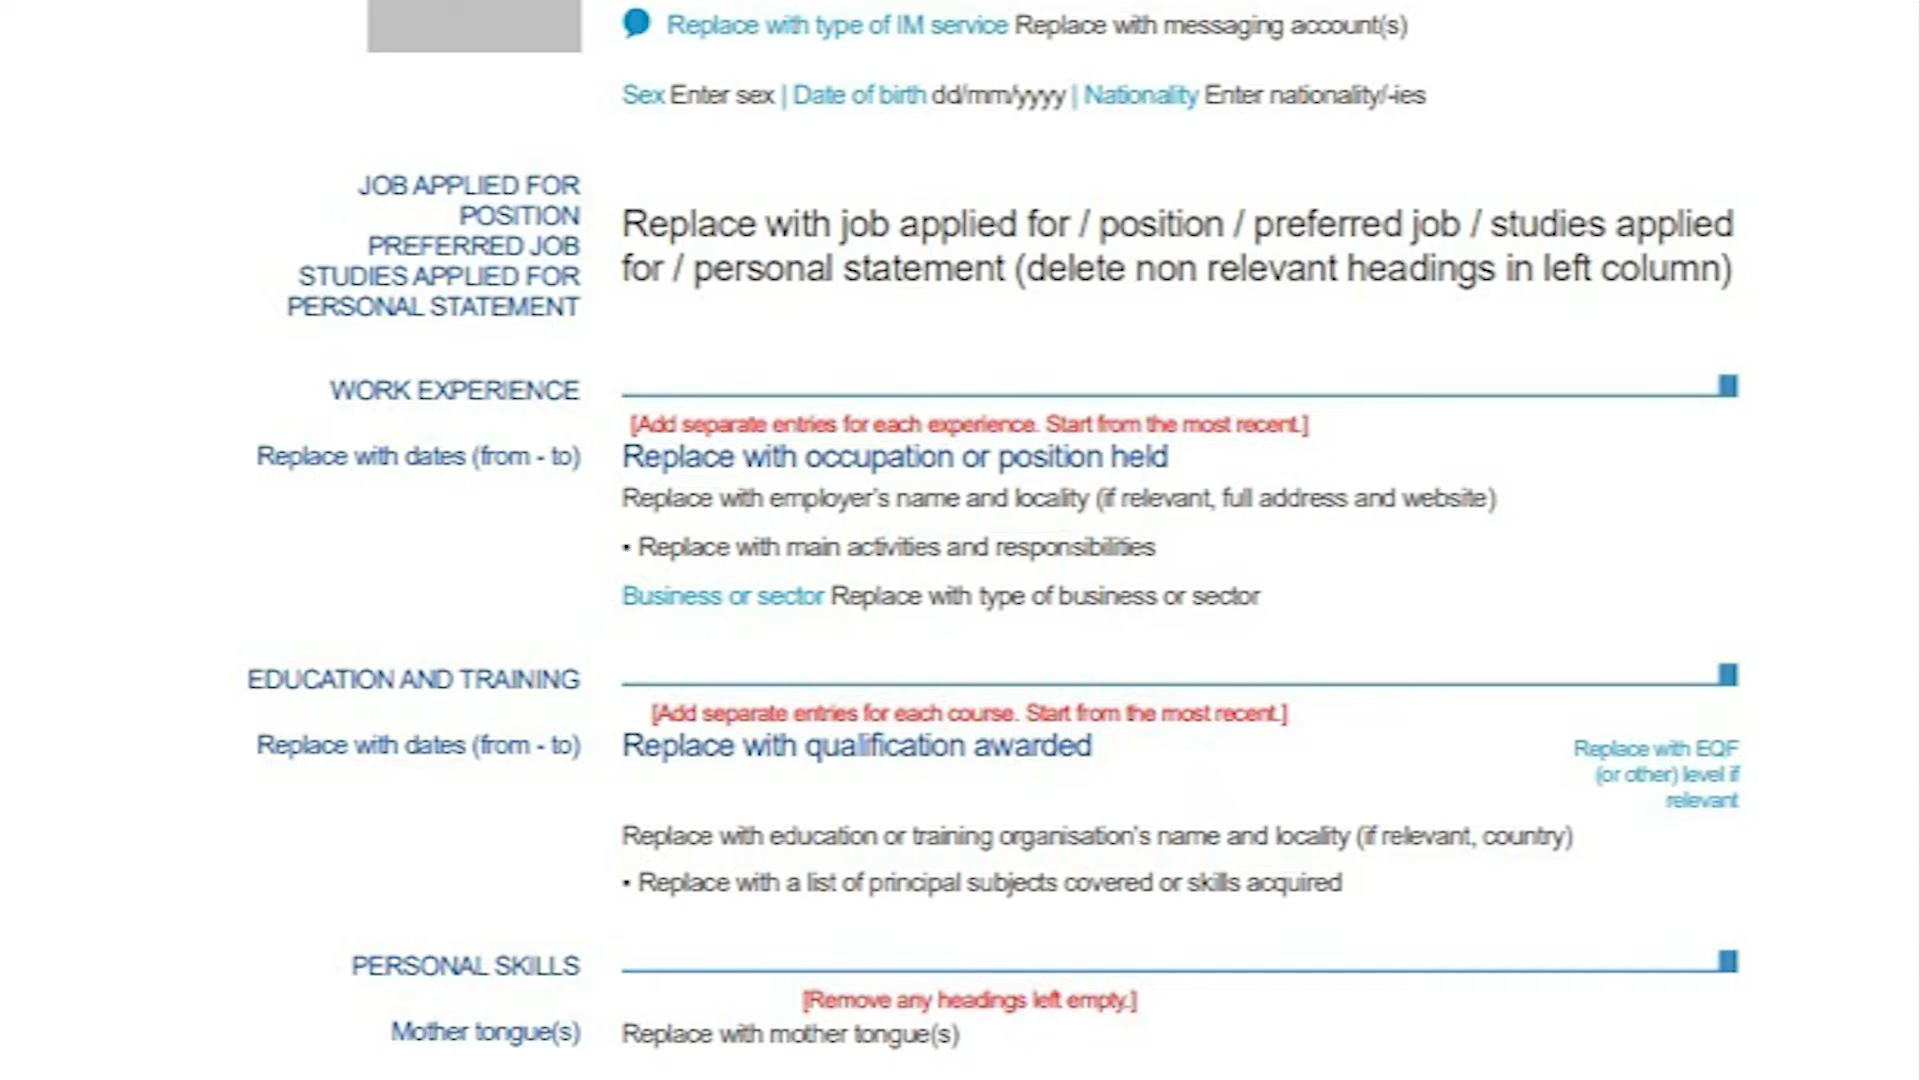 Replace with type of IM service Replace with messaging account(s)
Sex Enter sex | Date of birth dd/mm/yyyy | Nationality Enter nationality/-ies
JOB APPLIED FOR
POSITION
PREFERRED JOB
STUDIES APPLIED FOR
PERSONAL STATEMENT
Replace with job applied for / position / preferred job / studies applied
for / personal statement (delete non relevant headings in left column)
WORK EXPERIENCE
[Add separate entries for each experience. Start from the most recent.]
Replace with dates (from - to)
Replace with occupation or position held
Replace with employer's name and locality (if relevant, full address and website)
▪ Replace with main activities and responsibilities
Business or sector Replace with type of business or sector
EDUCATION AND TRAINING
[Add separate entries for each course. Start from the most recent.]
Replace with dates (from - to)
Replace with qualification awarded
Replace with EQF
(or other) level if
relevant
Replace with education or training organisation's name and locality (if relevant, country)
▪ Replace with a list of principal subjects covered or skills acquired
PERSONAL SKILLS
[Remove any headings left empty.]
Mother tongue(s)
Replace with mother tongue(s)